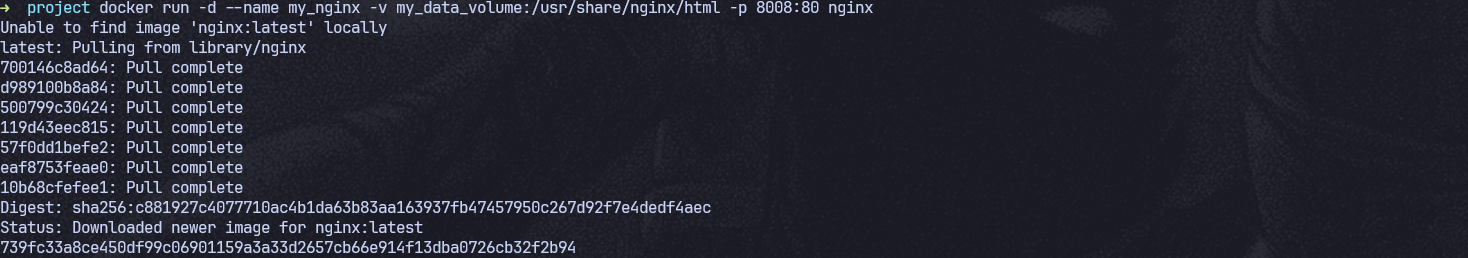 ➜  project docker run -d --name my_nginx -v my_data_volume:/usr/share/nginx/html -p 8008:80 nginx
Unable to find image 'nginx:latest' locally
latest: Pulling from library/nginx
700146c8ad64: Pull complete
d989100b8a84: Pull complete
500799c30424: Pull complete
119d43eec815: Pull complete
57f0dd1befe2: Pull complete
eaf8753feae0: Pull complete
10b68cfefee1: Pull complete
Digest: sha256:c881927c4077710ac4b1da63b83aa163937fb47457950c267d92f7e4dedf4aec
Status: Downloaded newer image for nginx:latest
739fc33a8ce450df99c06901159a3a33d2657cb66e914f13dba0726cb32f2b94